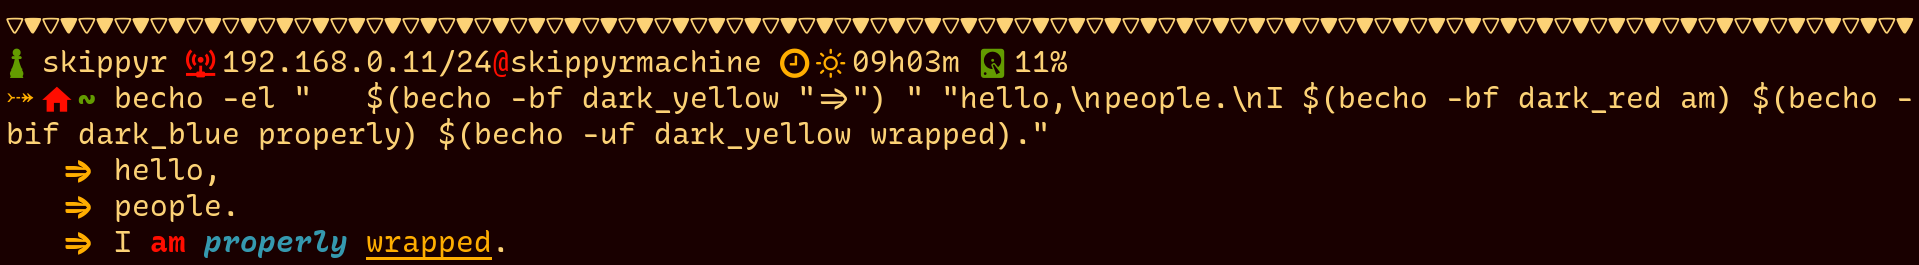 skippyr 192.168.0.11/24@skippyrmachine 09h03m 11%
~ becho -el "   $(becho -bf dark_yellow "=>") " "hello,\npeople.\nI $(becho -bf dark_red am) $(becho -
bif dark_blue properly) $(becho -uf dark_yellow wrapped)."
=> hello,
=> people.
=> I am properly wrapped.